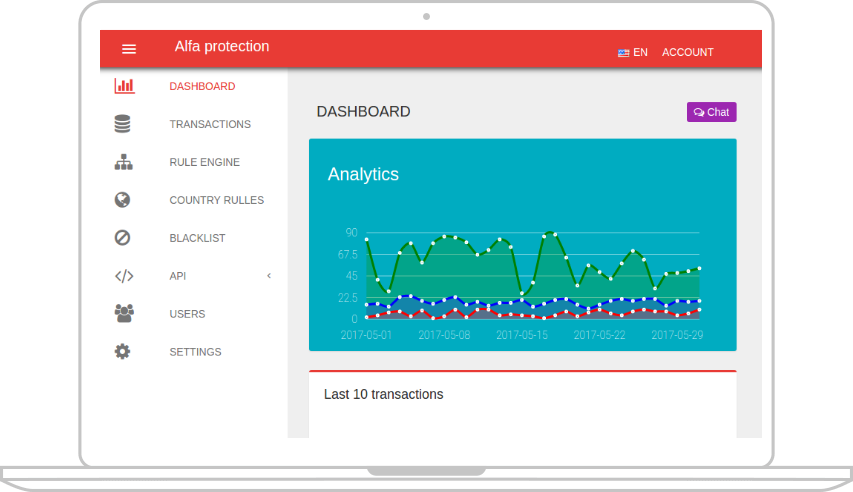 Alfa protection
EN ACCOUNT
DASHBOARD
TRANSACTIONS
RULE ENGINE
COUNTRY RULLES
BLACKLIST
API
USERS
SETTINGS
DASHBOARD
Chat
Analytics
90
67.5
45
22.5
0
2017-05-01 2017-05-08 2017-05-15 2017-05-22 2017-05-29
Last 10 transactions